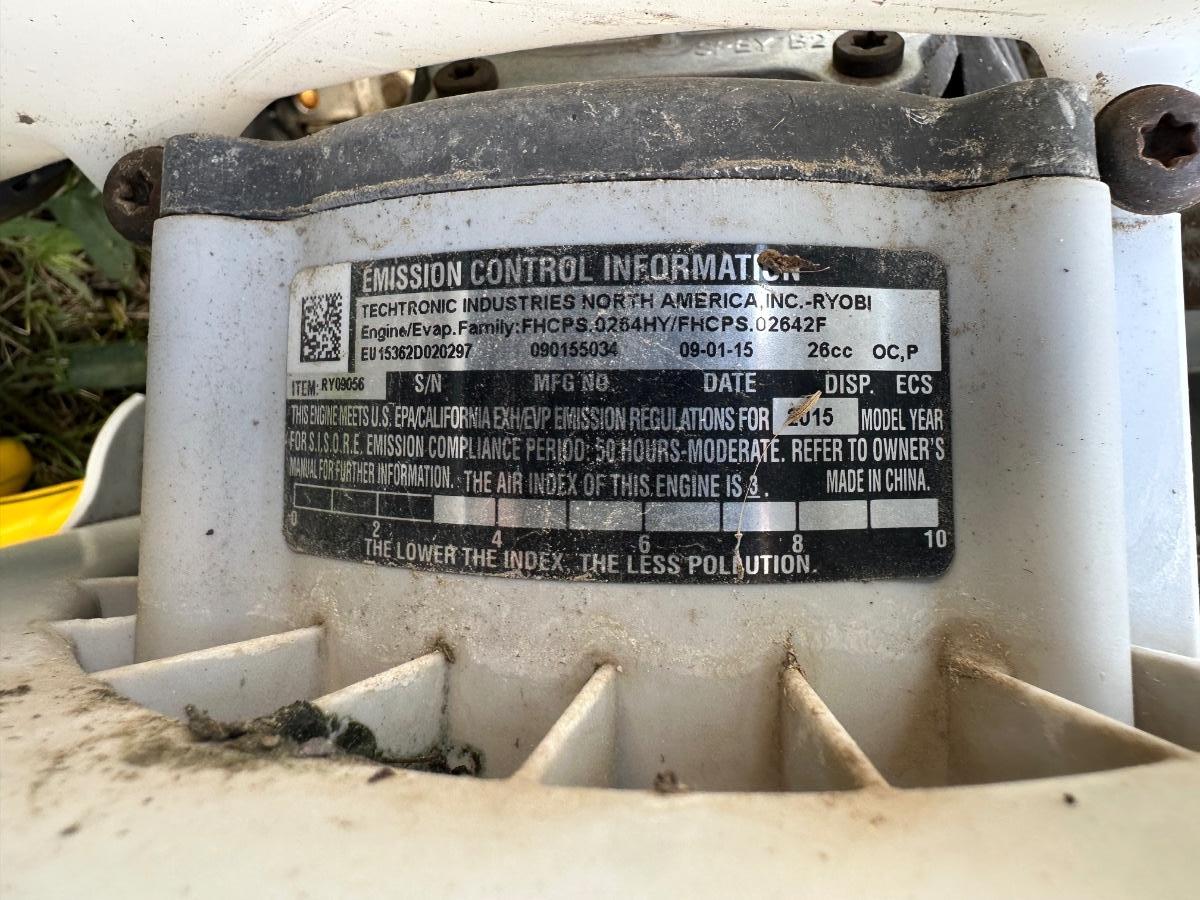 SPEY B2
EMISSION CONTROL INFORMATION
TECHTRONIC INDUSTRIES NORTH AMERICA,INC.-RYOBI
Engine/Evap.Family:FHCPS.0264HY/FHCPS.02642F
EU15362D020297 090155034 09-01-15 26cc OC,P
ITEM: RY09056 S/N MFG NO DATE DISP. ECS
THIS ENGINE MEETS U.S. EPA/CALIFORNIA EXH/EVP EMISSION REGULATIONS FOR 2015 MODEL YEAR
FOR S.I.S.O.R.E. EMISSION COMPLIANCE PERIOD: 50 HOURS-MODERATE. REFER TO OWNER'S
MANUAL FOR FURTHER INFORMATION. THE AIR INDEX OF THIS ENGINE IS 3. MADE IN CHINA.
0 2 4 6 8 10
THE LOWER THE INDEX, THE LESS POLLUTION.